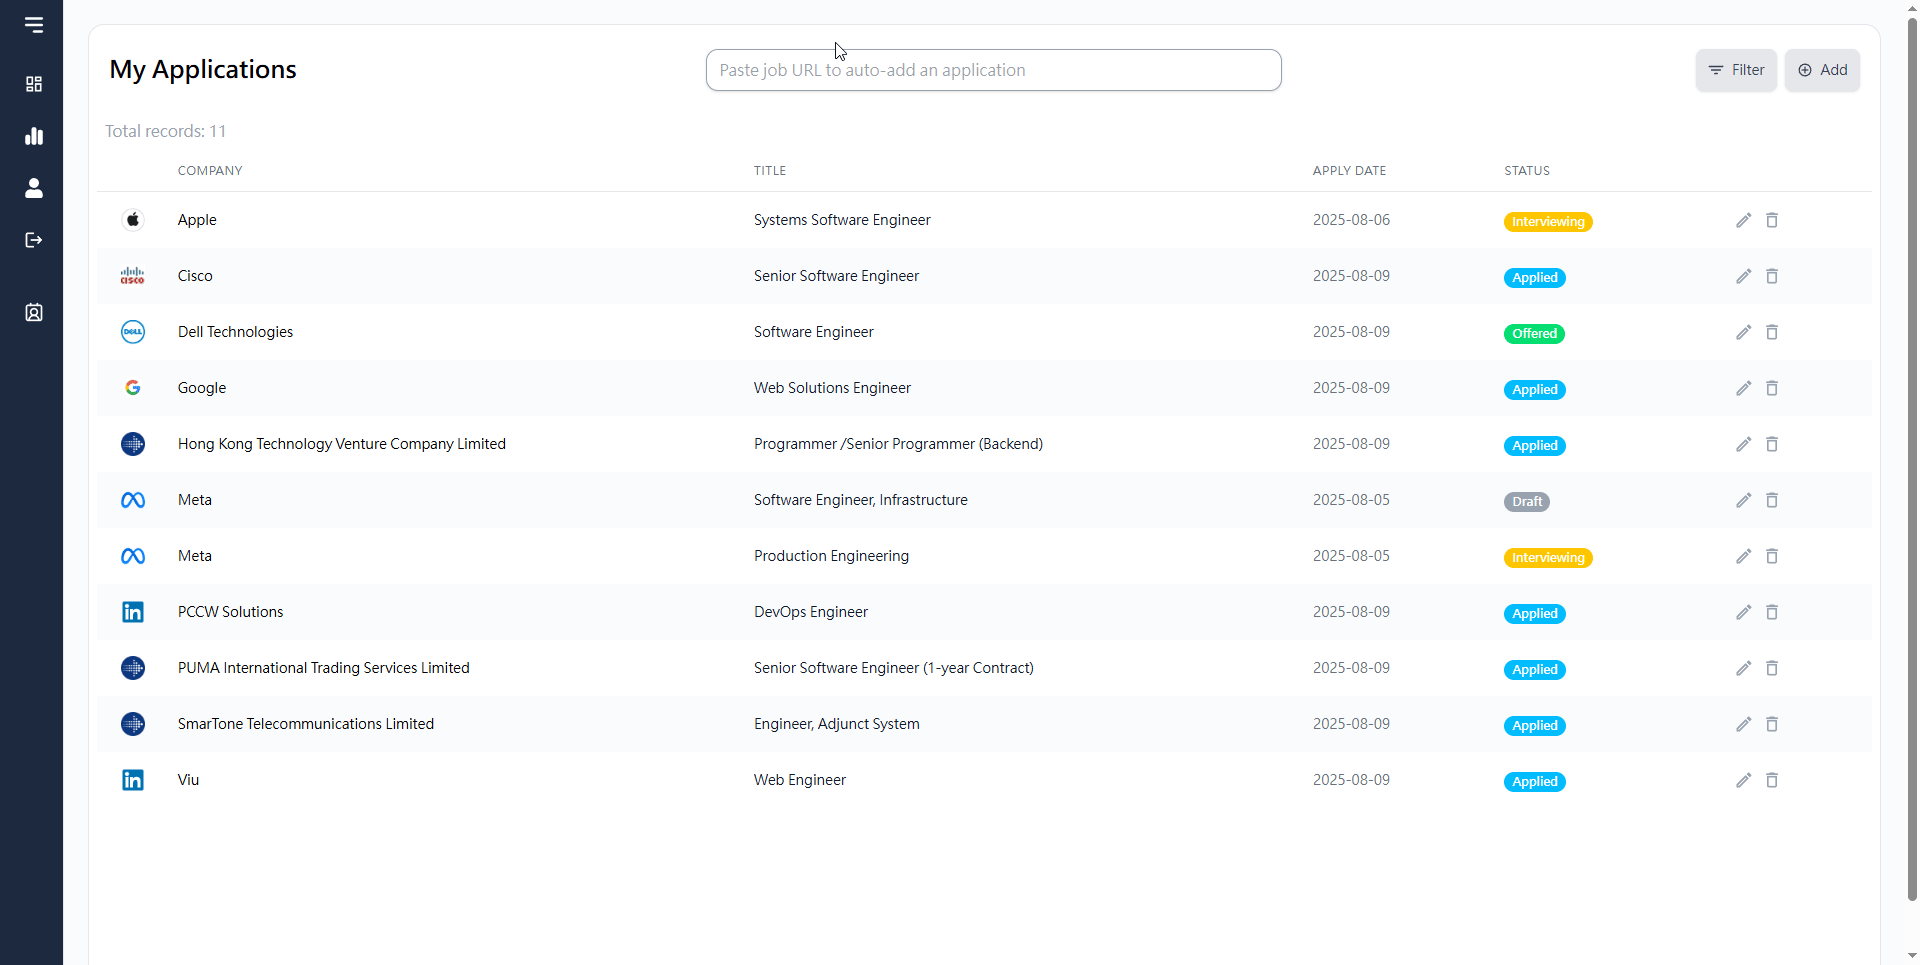 My Applications
Paste job URL to auto-add an application
Filter
Add
Total records: 11
COMPANY TITLE APPLY DATE STATUS
Apple Systems Software Engineer 2025-08-06 Interviewing
CISCO Cisco Senior Software Engineer 2025-08-09 Applied
DELL Dell Technologies Software Engineer 2025-08-09 Offered
Google Web Solutions Engineer 2025-08-09 Applied
Hong Kong Technology Venture Company Limited Programmer /Senior Programmer (Backend) 2025-08-09 Applied
Meta Software Engineer, Infrastructure 2025-08-05 Draft
Meta Production Engineering 2025-08-05 Interviewing
in PCCW Solutions DevOps Engineer 2025-08-09 Applied
PUMA International Trading Services Limited Senior Software Engineer (1-year Contract) 2025-08-09 Applied
SmarTone Telecommunications Limited Engineer, Adjunct System 2025-08-09 Applied
in Viu Web Engineer 2025-08-09 Applied